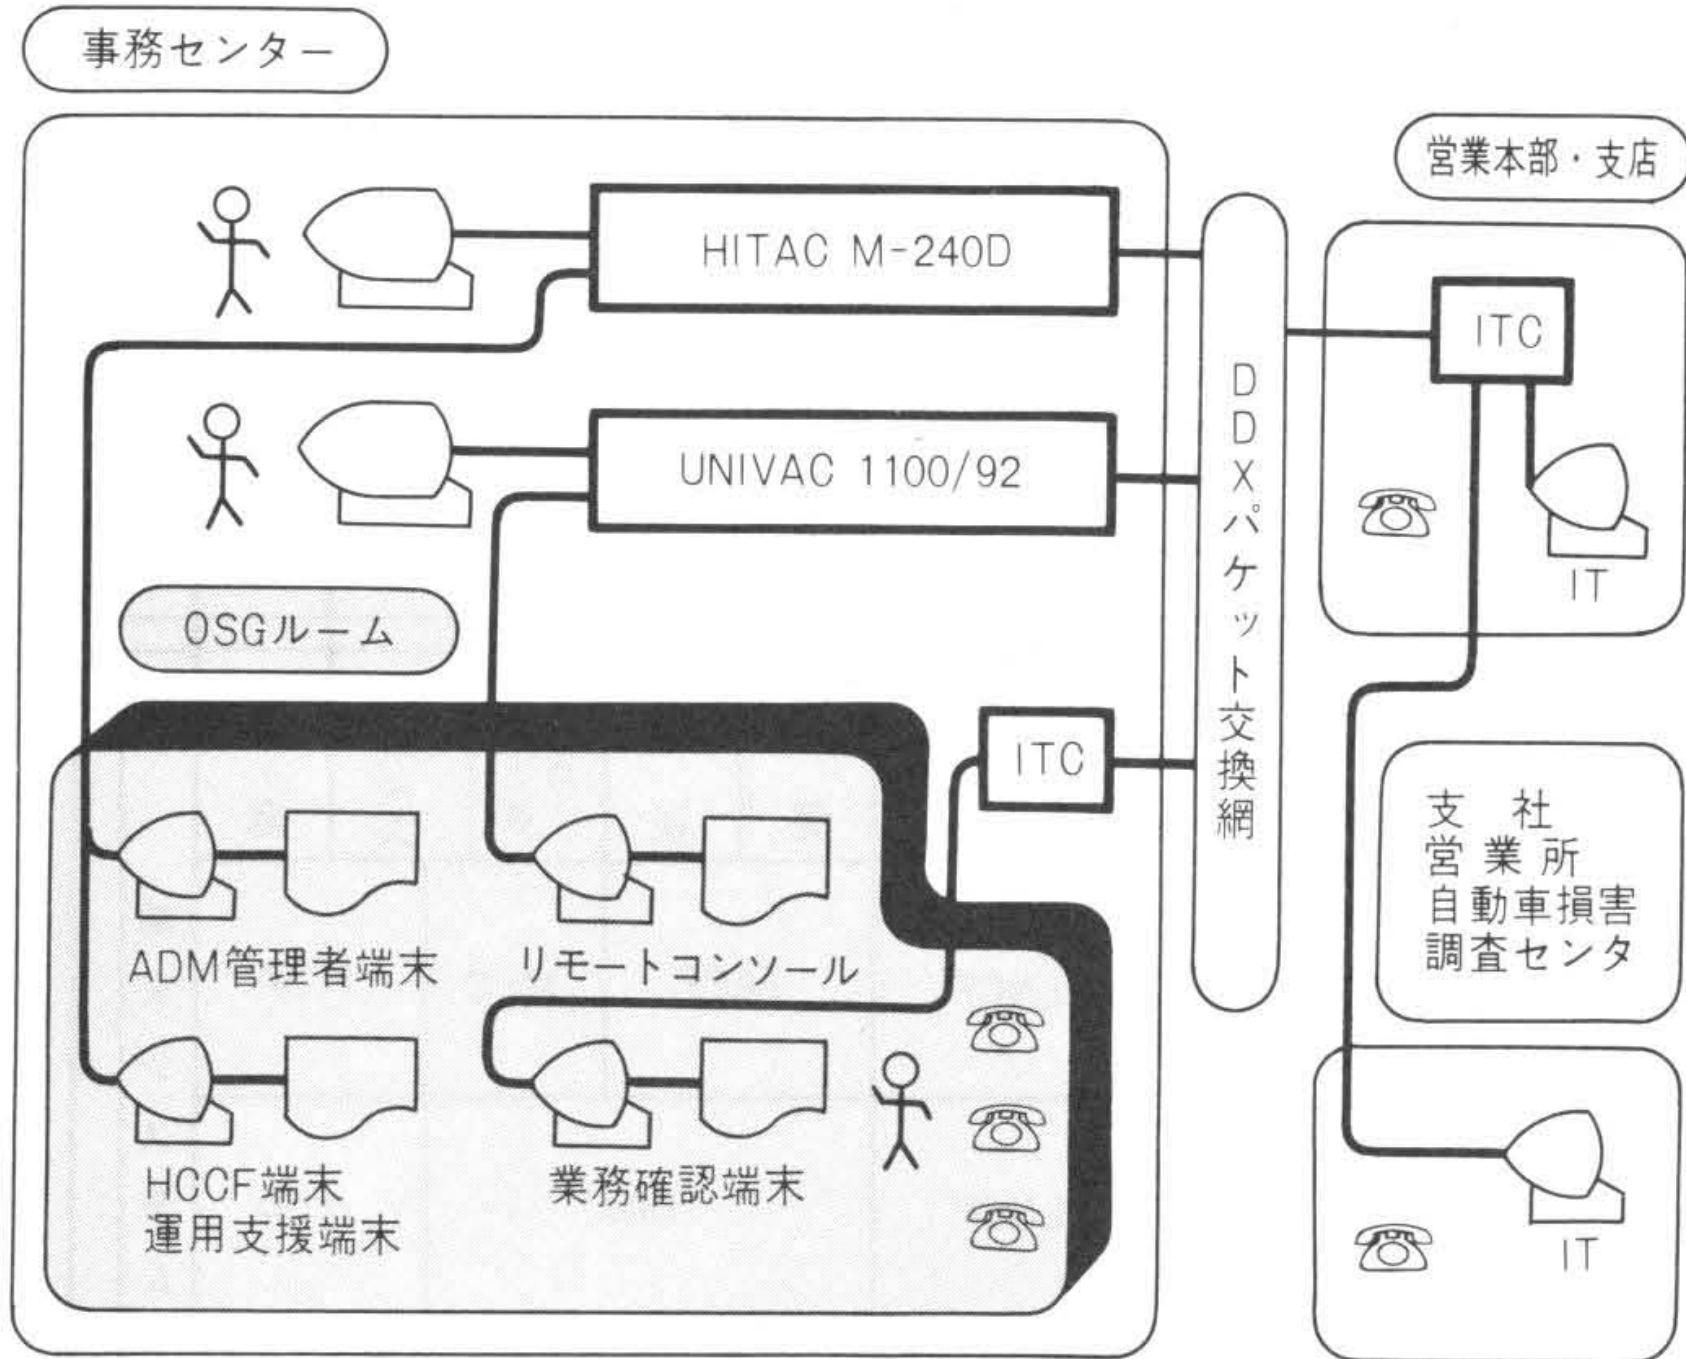 事務センター
営業本部・支店
HITAC M-240D
ITC
UNIVAC 1100/92
DDXパケット交換網
IT
OSGルーム
ITC
支社
営業所
自動車損害
調査センタ
ADM管理者端末
リモートコンソール
HCCF端末
運用支援端末
業務確認端末
IT